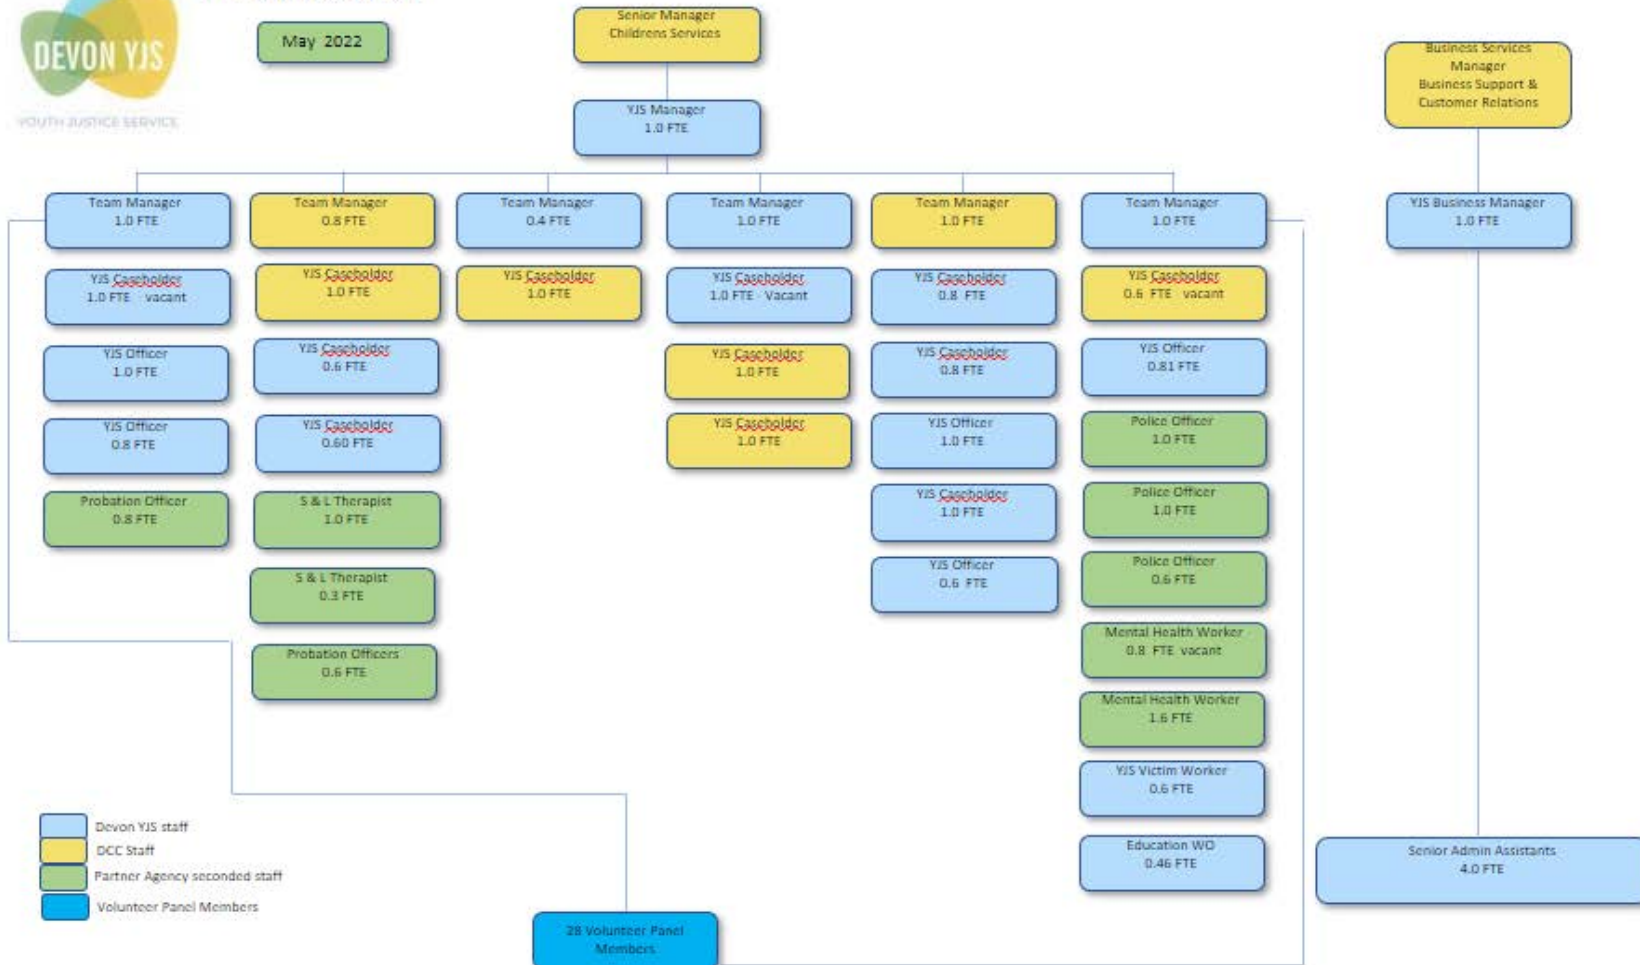 DEVON YJS
YOUTH JUSTICE SERVICE
May 2022
Senior Manager
Childrens Services
Business Services
Manager
Business Support &
Customer Relations
YJS Manager
1.0 FTE
Team Manager
1.0 FTE
Team Manager
0.8 FTE
Team Manager
0.4 FTE
Team Manager
1.0 FTE
Team Manager
1.0 FTE
Team Manager
1.0 FTE
YJS Business Manager
1.0 FTE
YJS Caseholder
1.0 FTE vacant
YJS Officer
1.0 FTE
YJS Officer
0.8 FTE
Probation Officer
0.8 FTE
YJS Caseholder
1.0 FTE
YJS Caseholder
0.6 FTE
YJS Caseholder
0.60 FTE
S & L Therapist
1.0 FTE
S & L Therapist
0.3 FTE
Probation Officers
0.6 FTE
YJS Caseholder
1.0 FTE
YJS Caseholder
1.0 FTE Vacant
YJS Caseholder
1.0 FTE
YJS Caseholder
1.0 FTE
YJS Caseholder
0.8 FTE
YJS Caseholder
0.8 FTE
YJS Officer
1.0 FTE
YJS Caseholder
1.0 FTE
YJS Officer
0.6 FTE
YJS Caseholder
0.6 FTE vacant
YJS Officer
0.81 FTE
Police Officer
1.0 FTE
Police Officer
1.0 FTE
Police Officer
0.6 FTE
Mental Health Worker
0.8 FTE vacant
Mental Health Worker
1.6 FTE
YJS Victim Worker
0.6 FTE
Education WO
0.46 FTE
Senior Admin Assistants
4.0 FTE
Devon YJS staff
DCC Staff
Partner Agency seconded staff
Volunteer Panel Members
28 Volunteer Panel
Members